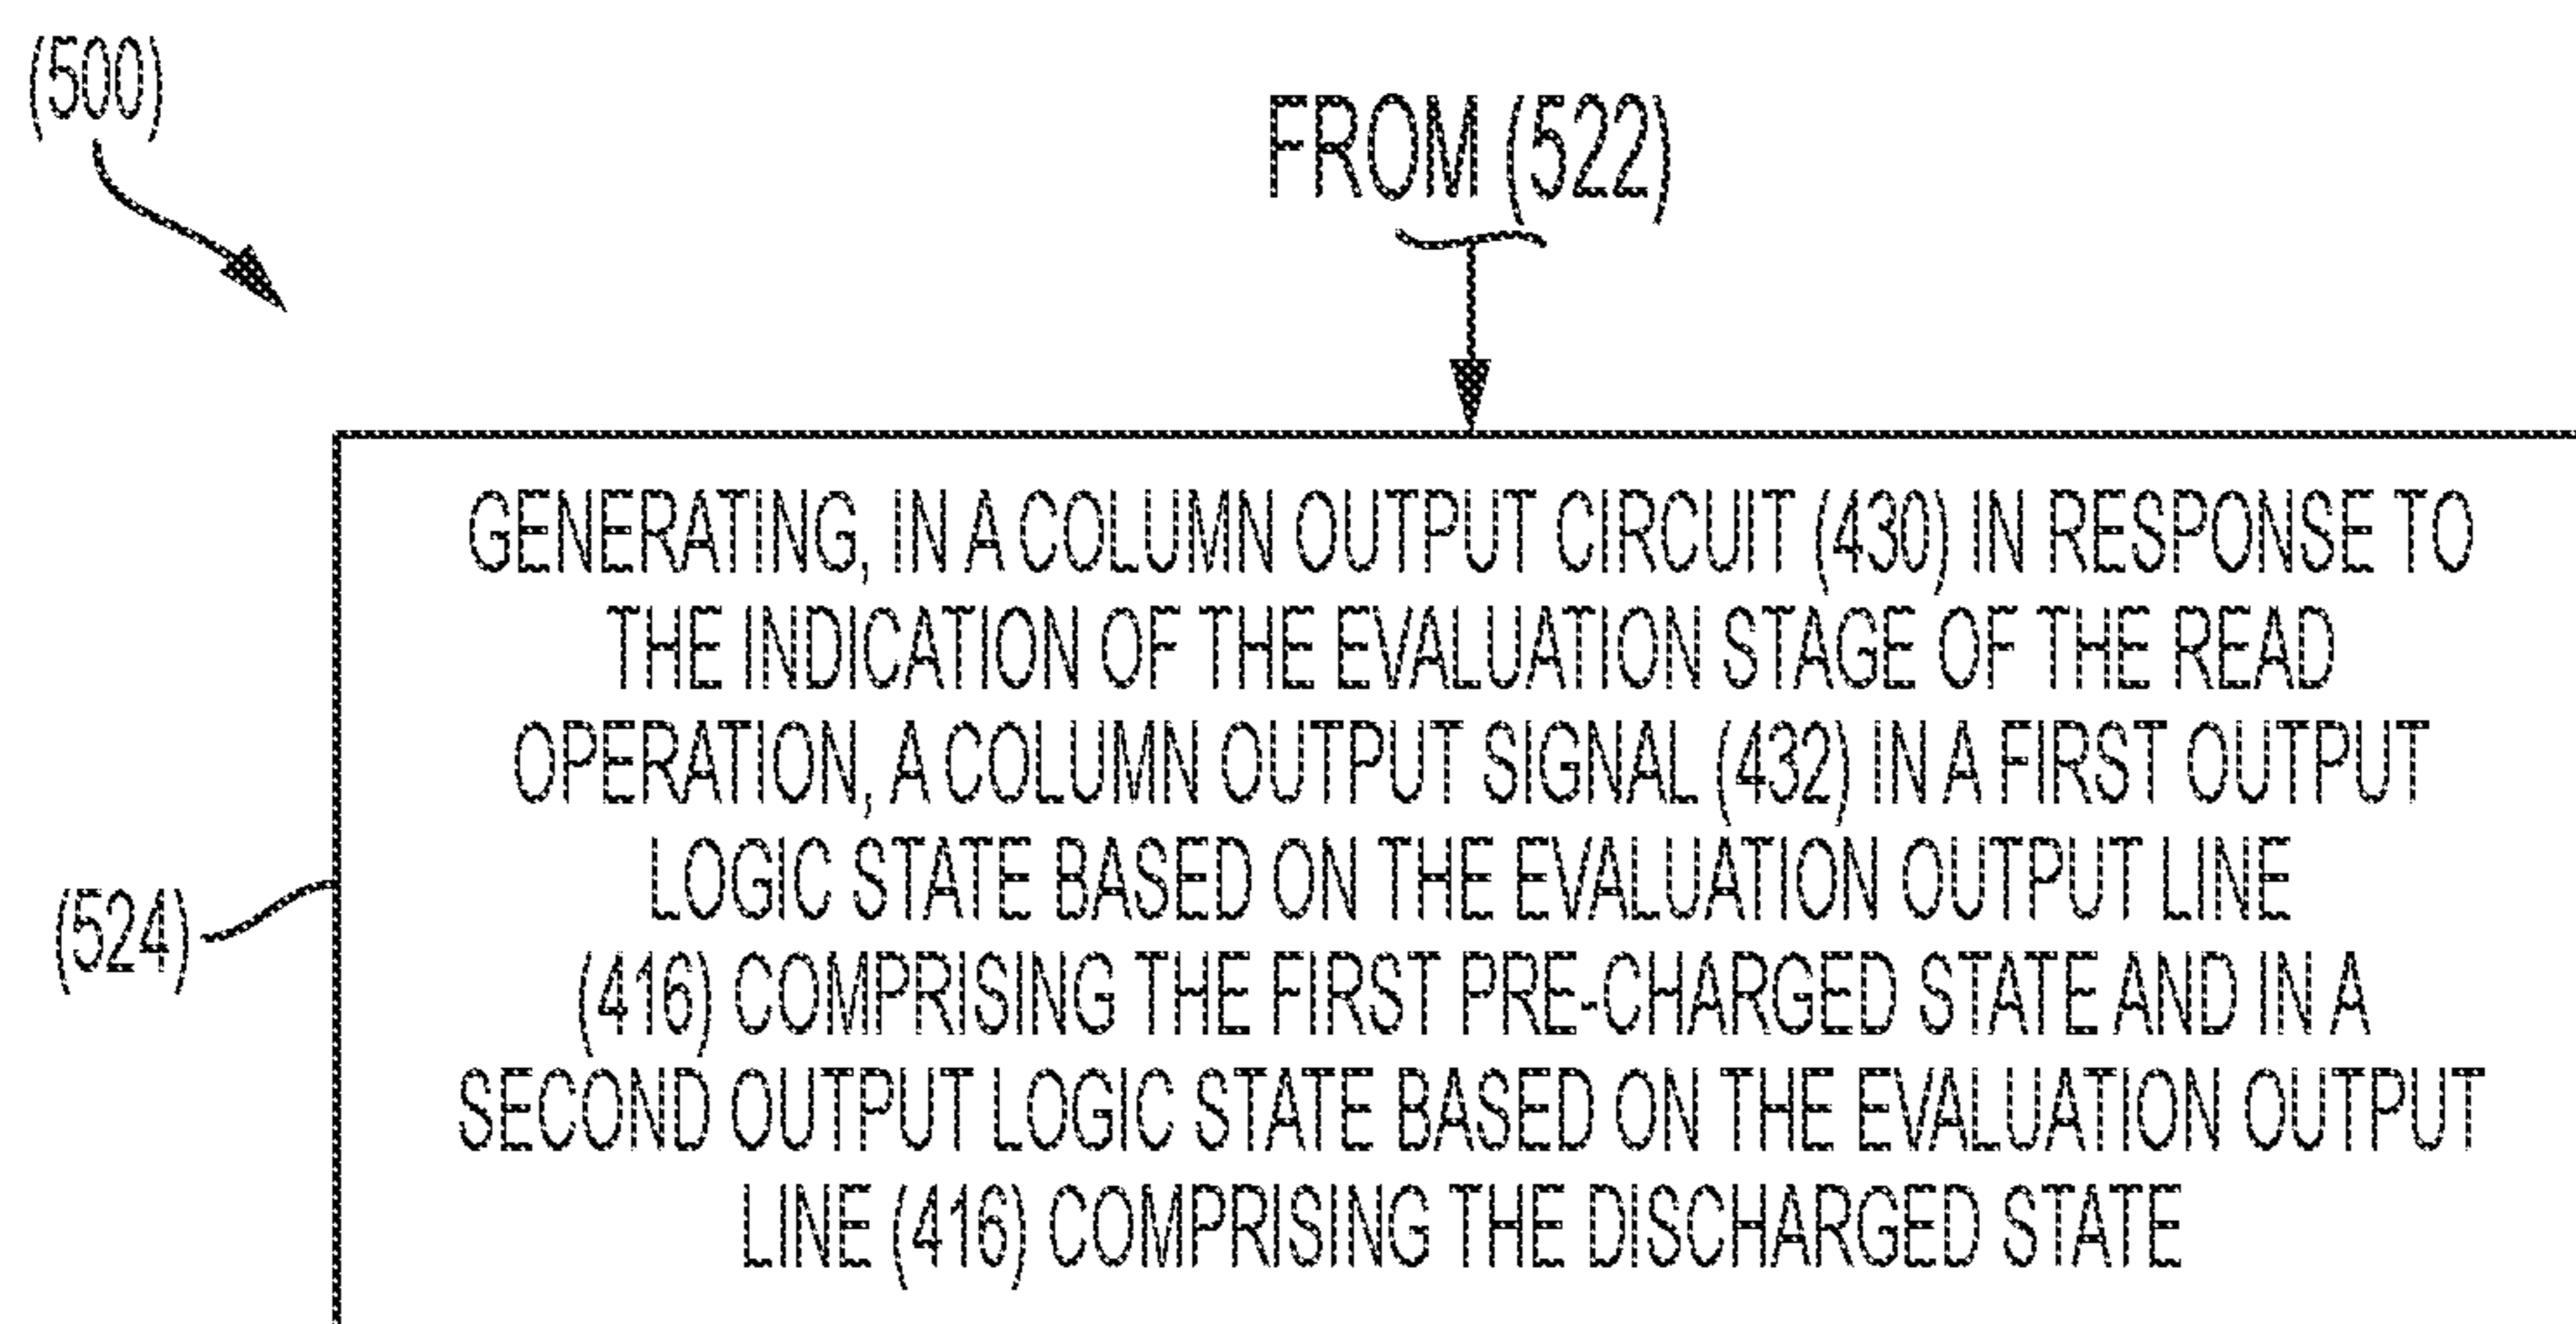 (500)
FROM (522)
GENERATING, IN A COLUMN OUTPUT CIRCUIT (430) IN RESPONSE TO
THE INDICATION OF THE EVALUATION STAGE OF THE READ
OPERATION, A COLUMN OUTPUT SIGNAL (432) IN A FIRST OUTPUT
LOGIC STATE BASED ON THE EVALUATION OUTPUT LINE
(416) COMPRISING THE FIRST PRE-CHARGED STATE AND IN A
SECOND OUTPUT LOGIC STATE BASED ON THE EVALUATION OUTPUT
LINE (416) COMPRISING THE DISCHARGED STATE
(524)